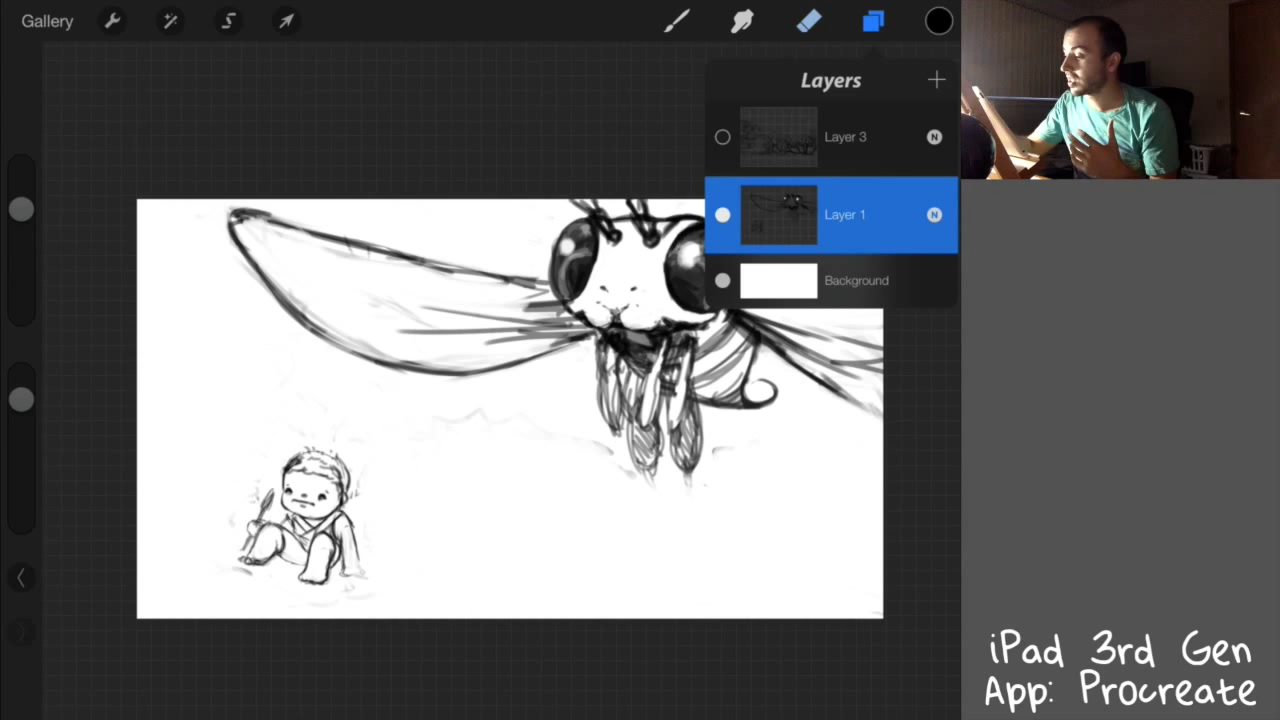 Gallery
Layers
Layer 3
N
Layer 1
N
Background
iPad 3rd Gen
App: Procreate